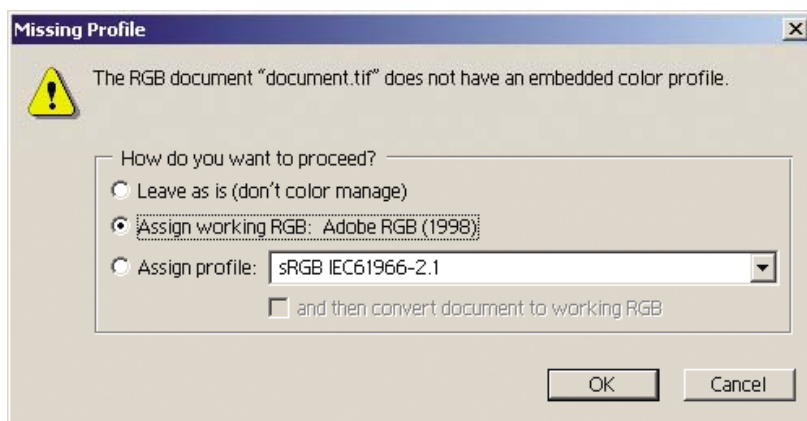 Missing Profile
The RGB document “document.tif” does not have an embedded color profile.
How do you want to proceed?
Leave as is (don't color manage)
Assign working RGB: Adobe RGB (1998)
Assign profile: sRGB IEC61966-2.1
and then convert document to working RGB
OK Cancel